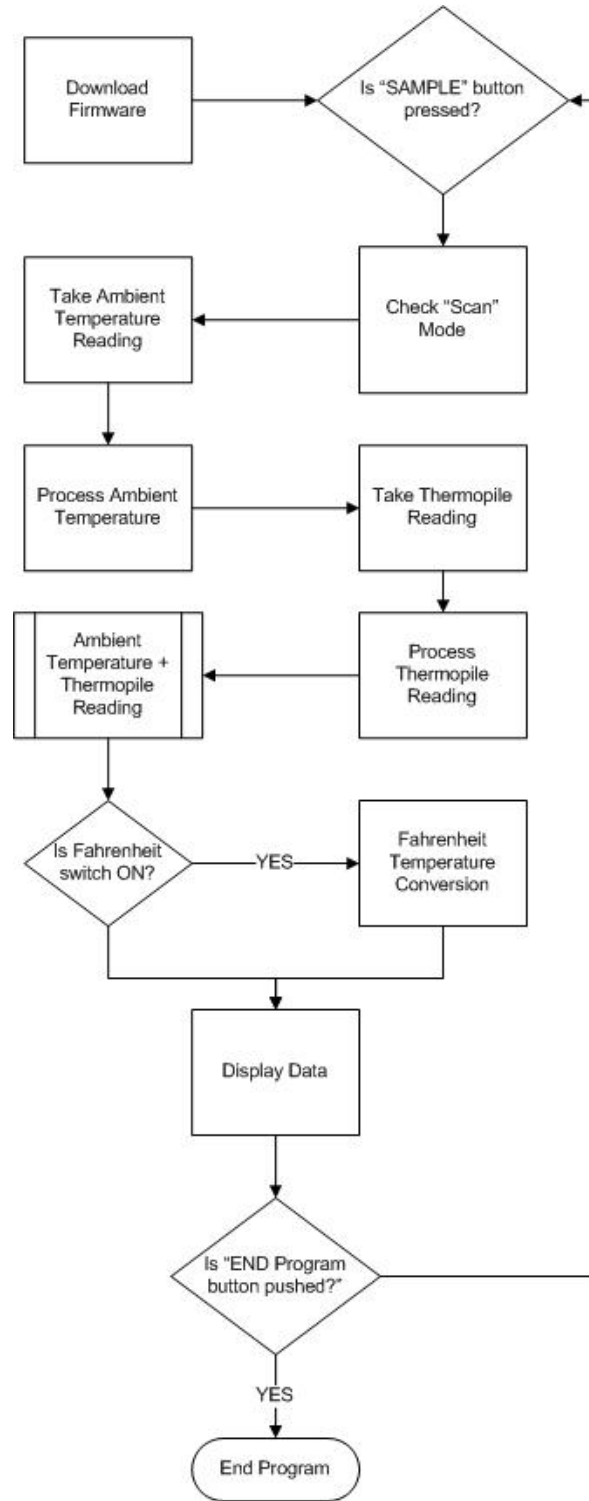 Download
Firmware
Is “SAMPLE” button
pressed?
Take Ambient
Temperature
Reading
Check “Scan”
Mode
Process Ambient
Temperature
Take Thermopile
Reading
Ambient
Temperature +
Thermopile
Reading
Process
Thermopile
Reading
Is Fahrenheit
switch ON?
YES
Fahrenheit
Temperature
Conversion
Display Data
Is “END Program
button pushed?”
YES
End Program